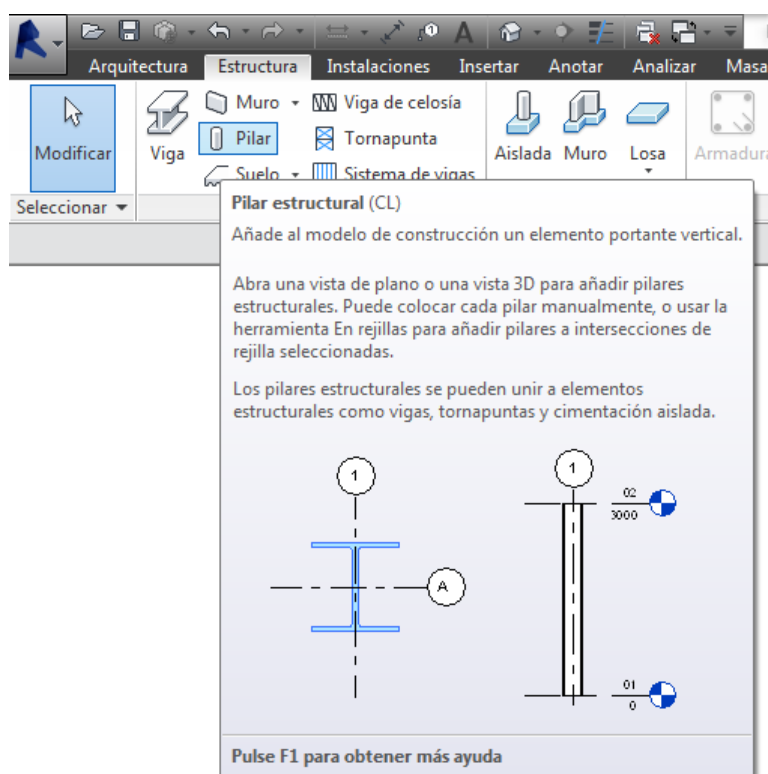 Arquitectura Estructura Instalaciones Insertar Anotar Analizar Masa
Modificar
Viga
Muro
Pilar
Suelo
Viga de celosía
Tornapunta
Sistema de vigas
Aislada Muro Losa
Armadura
Seleccionar
Pilar estructural (CL)
Añade al modelo de construcción un elemento portante vertical.
Abra una vista de plano o una vista 3D para añadir pilares
estructurales. Puede colocar cada pilar manualmente, o usar la
herramienta En rejillas para añadir pilares a intersecciones de
rejilla seleccionadas.
Los pilares estructurales se pueden unir a elementos
estructurales como vigas, tornapuntas y cimentación aislada.
1
A
1
02
3000
01
0
Pulse F1 para obtener más ayuda